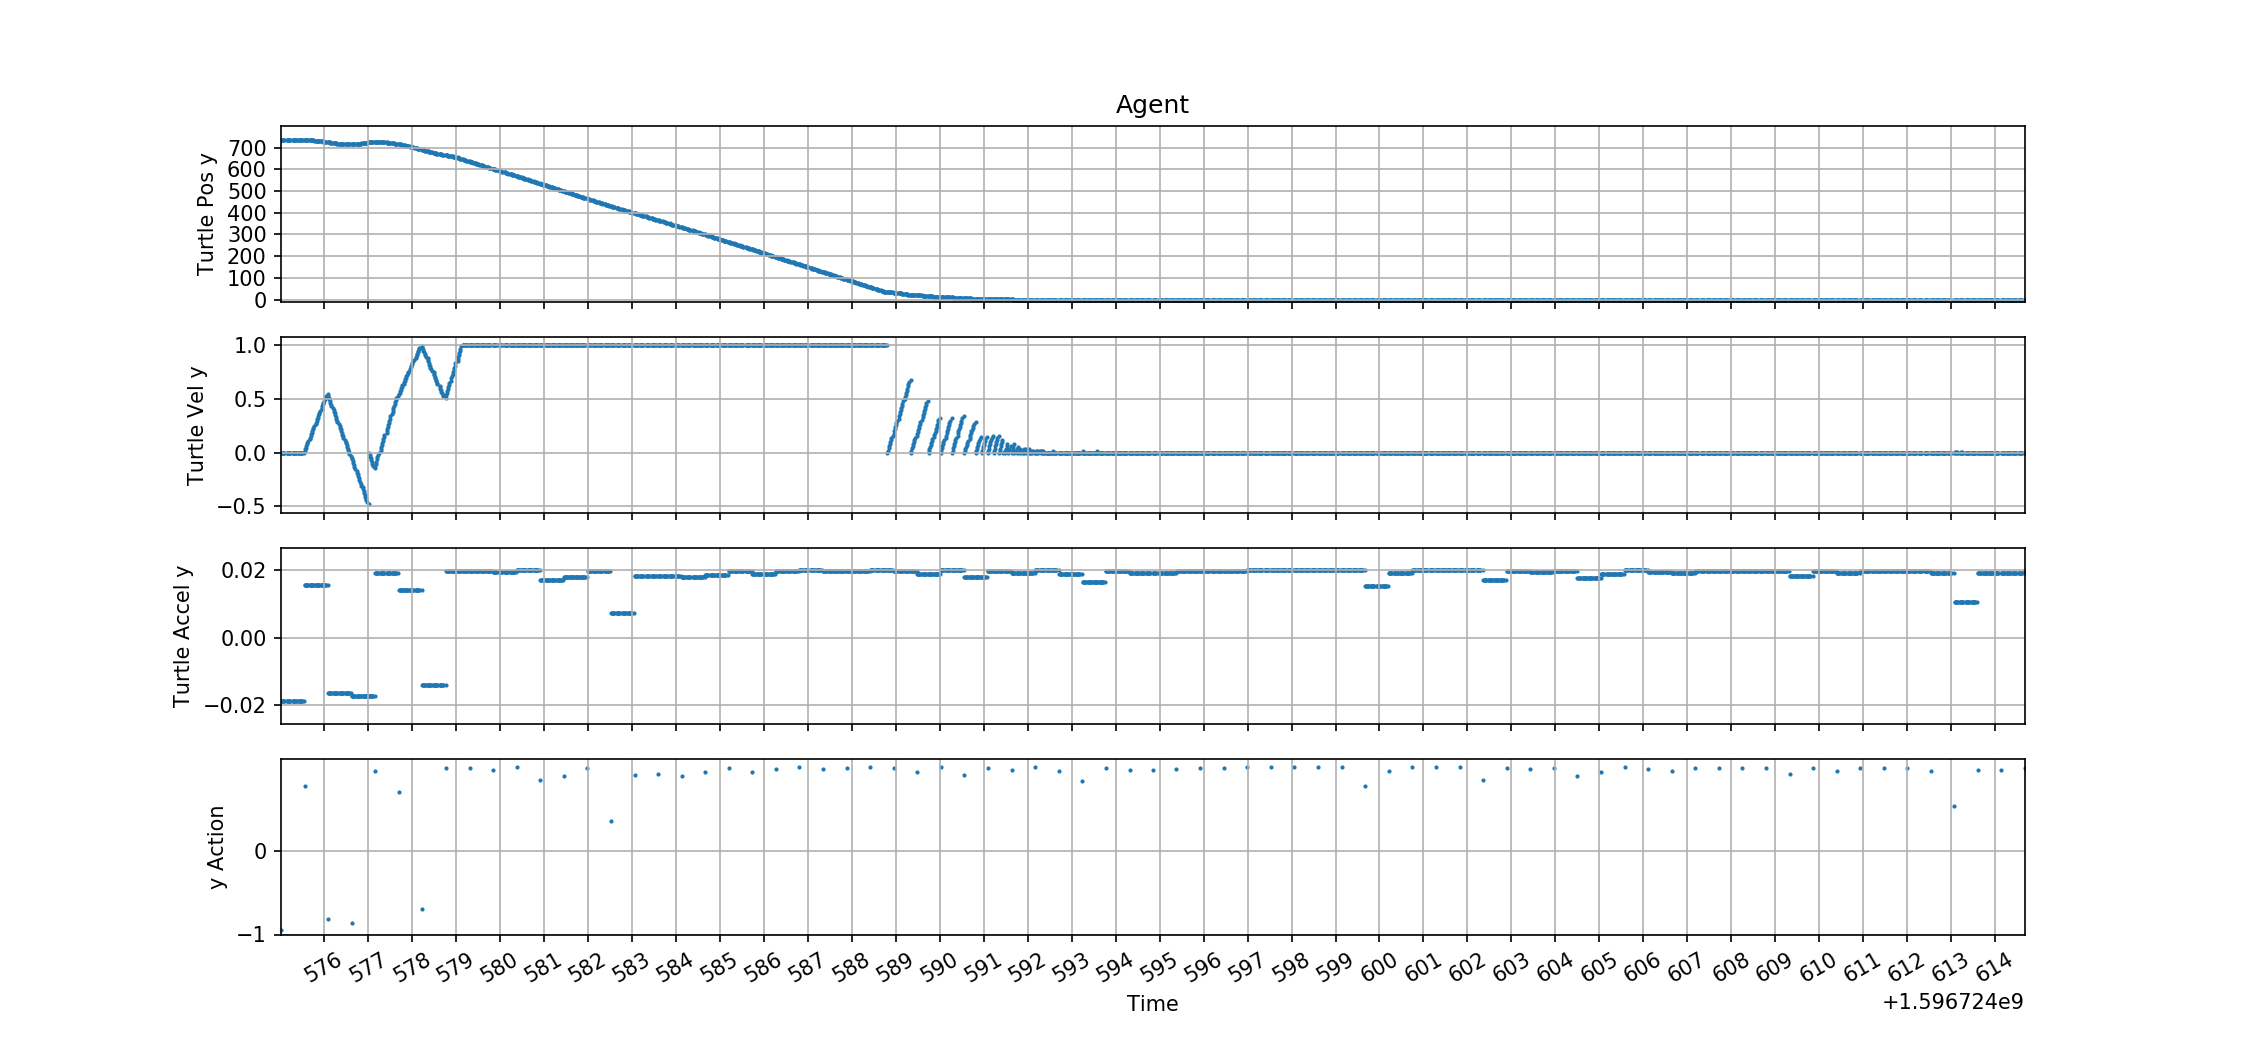 Agent
Turtle Pos y
700
600
500
400
300
200
100
0
Turtle Vel y
1.0
0.5
0.0
−0.5
Turtle Accel y
0.02
0.00
−0.02
y Action
0
−1
576 577 578 579 580 581 582 583 584 585 586 587 588 589 590 591 592 593 594 595 596 597 598 599 600 601 602 603 604 605 606 607 608 609 610 611 612 613 614
Time
+1.596724e9